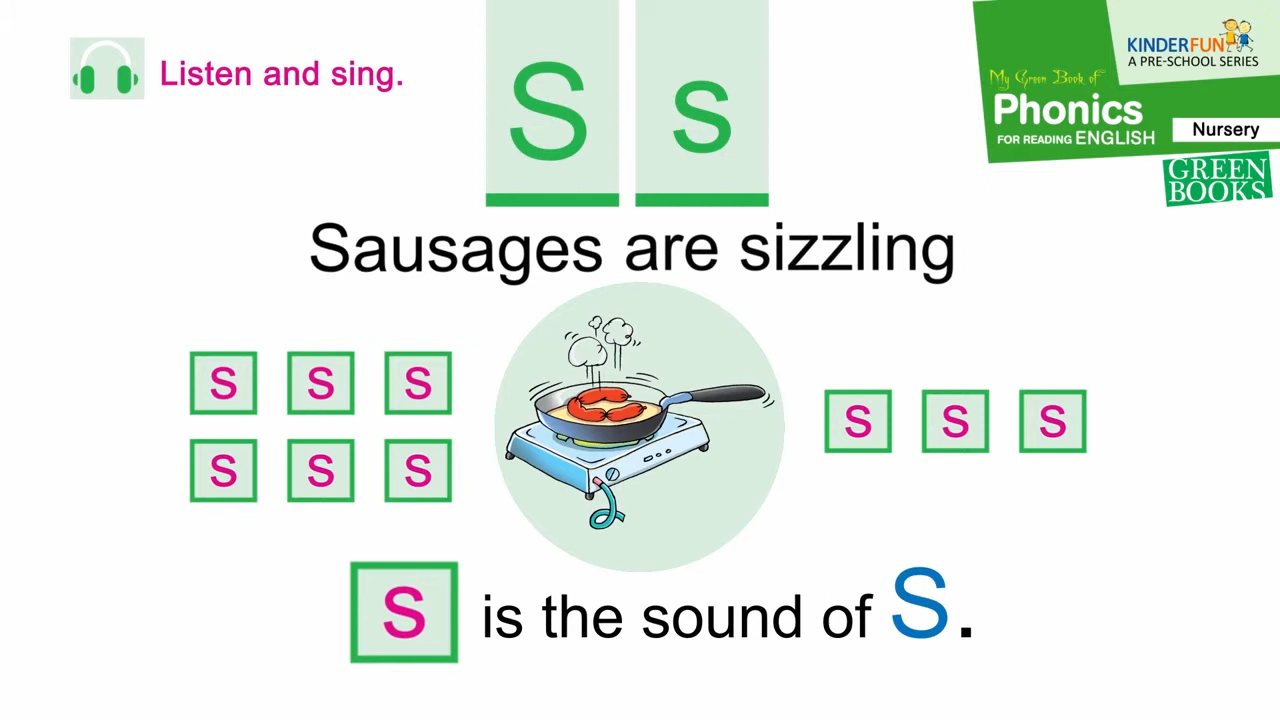 Listen and sing.
S s
KINDERFUN
A PRE-SCHOOL SERIES
My Green Book of
Phonics
FOR READING ENGLISH
Nursery
GREEN
BOOKS
Sausages are sizzling
s s s
s s s
s s s
s is the sound of S.